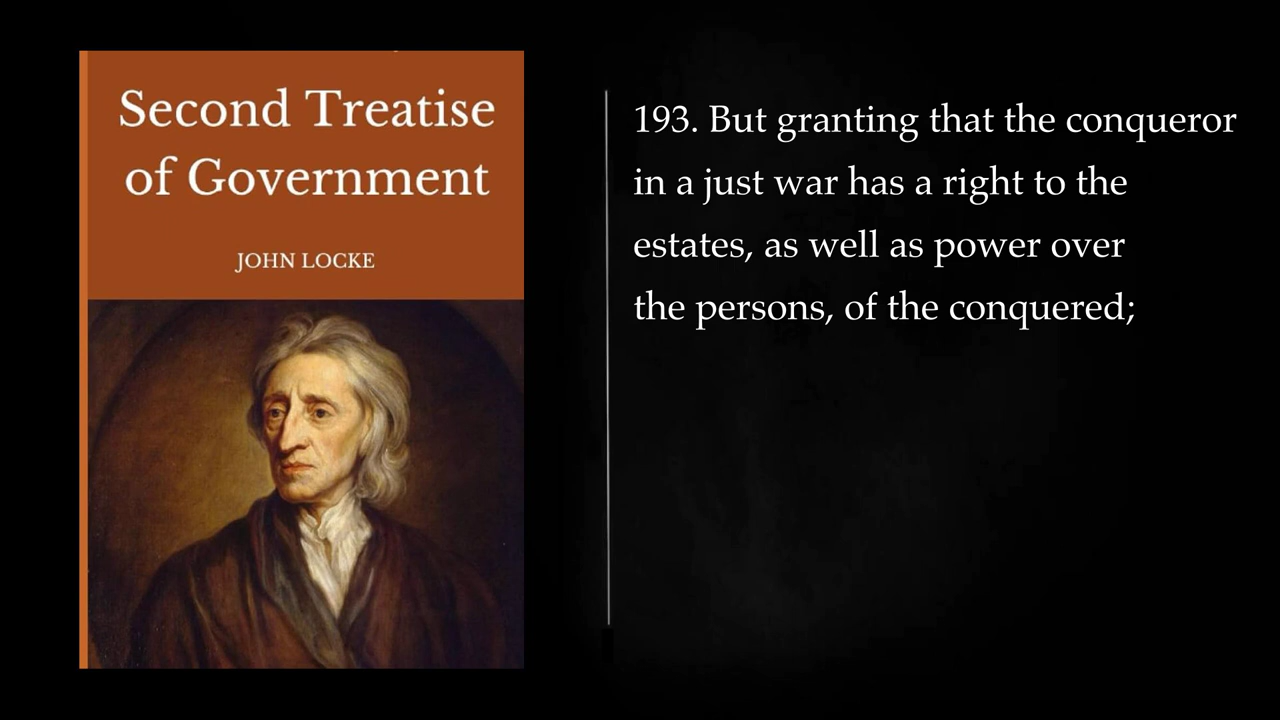 Second Treatise
of Government
JOHN LOCKE
193. But granting that the conqueror
in a just war has a right to the
estates, as well as power over
the persons, of the conquered;